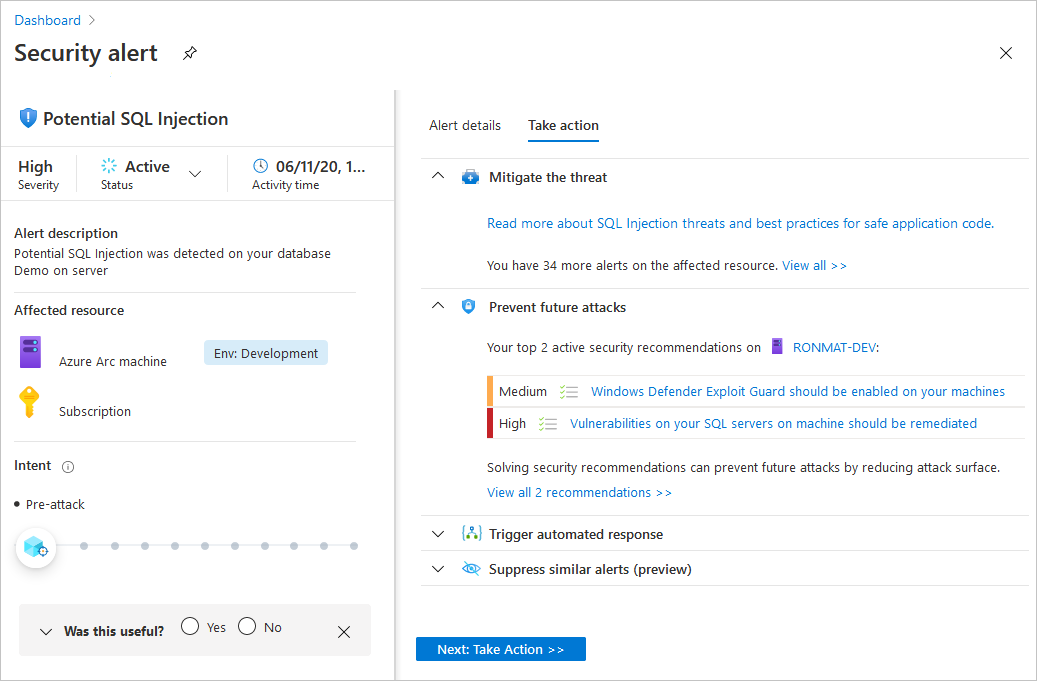 Dashboard
Security alert
Potential SQL Injection
High
Severity
Active
Status
06/11/20, 1...
Activity time
Alert description
Potential SQL Injection was detected on your database
Demo on server
Affected resource
Azure Arc machine
Env: Development
Subscription
Intent
Pre-attack
Was this useful?
Yes
No
Alert details
Take action
Mitigate the threat
Read more about SQL Injection threats and best practices for safe application code.
You have 34 more alerts on the affected resource. View all >>
Prevent future attacks
Your top 2 active security recommendations on RONMAT-DEV:
Medium Windows Defender Exploit Guard should be enabled on your machines
High Vulnerabilities on your SQL servers on machine should be remediated
Solving security recommendations can prevent future attacks by reducing attack surface.
View all 2 recommendations >>
Trigger automated response
Suppress similar alerts (preview)
Next: Take Action >>